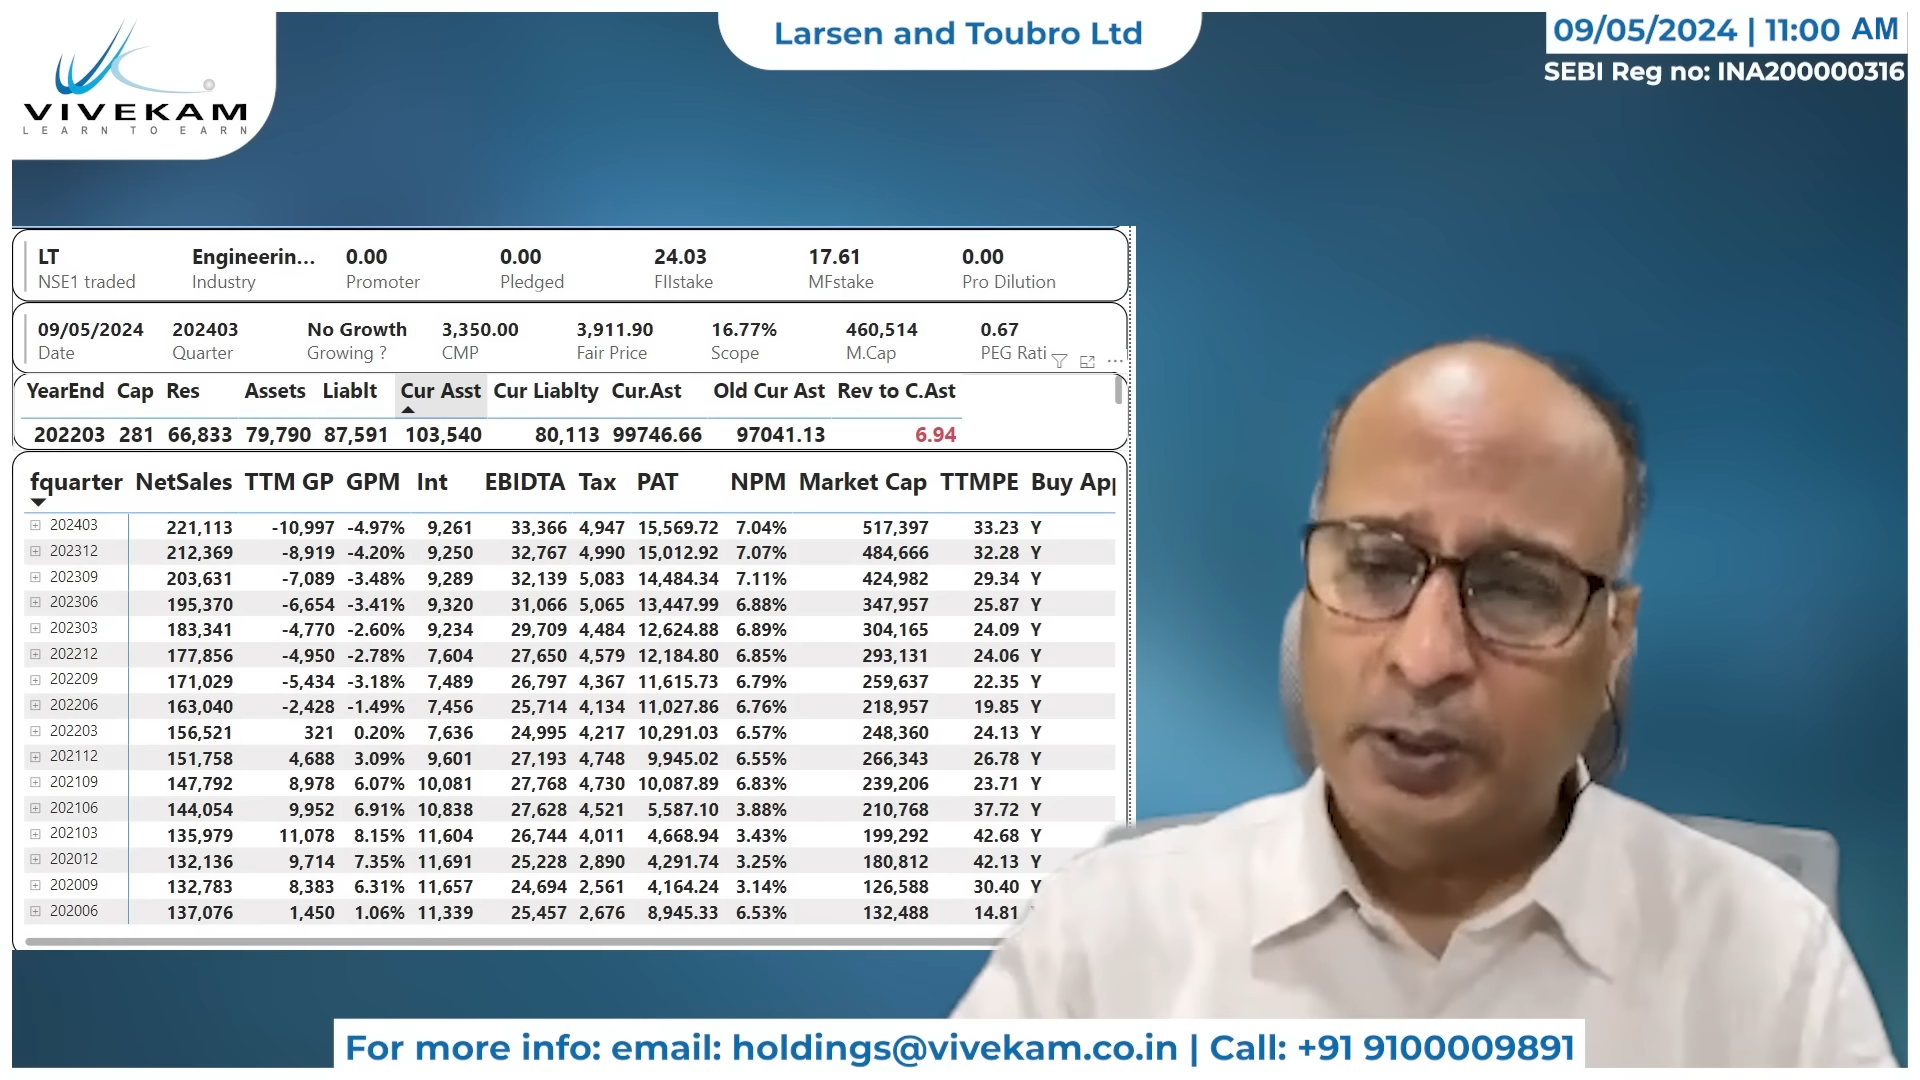 VIVEKAM
LEARN TO EARN
Larsen and Toubro Ltd
09/05/2024 | 11:00 AM
SEBI Reg no: INA200000316
LT Engineerin... 0.00 0.00 24.03 17.61 0.00
NSE1 traded Industry Promoter Pledged FIIstake MFstake Pro Dilution
09/05/2024 202403 No Growth 3,350.00 3,911.90 16.77% 460,514 0.67
Date Quarter Growing ? CMP Fair Price Scope M.Cap PEG Rati
YearEnd Cap Res Assets Liablt Cur Asst Cur Liablty Cur.Ast Old Cur Ast Rev to C.Ast
202203 281 66,833 79,790 87,591 103,540 80,113 99746.66 97041.13 6.94
fquarter NetSales TTM GP GPM Int EBIDTA Tax PAT NPM Market Cap TTMPE Buy App
202403 221,113 -10,997 -4.97% 9,261 33,366 4,947 15,569.72 7.04% 517,397 33.23 Y
202312 212,369 -8,919 -4.20% 9,250 32,767 4,990 15,012.92 7.07% 484,666 32.28 Y
202309 203,631 -7,089 -3.48% 9,289 32,139 5,083 14,484.34 7.11% 424,982 29.34 Y
202306 195,370 -6,654 -3.41% 9,320 31,066 5,065 13,447.99 6.88% 347,957 25.87 Y
202303 183,341 -4,770 -2.60% 9,234 29,709 4,484 12,624.88 6.89% 304,165 24.09 Y
202212 177,856 -4,950 -2.78% 7,604 27,650 4,579 12,184.80 6.85% 293,131 24.06 Y
202209 171,029 -5,434 -3.18% 7,489 26,797 4,367 11,615.73 6.79% 259,637 22.35 Y
202206 163,040 -2,428 -1.49% 7,456 25,714 4,134 11,027.86 6.76% 218,957 19.85 Y
202203 156,521 321 0.20% 7,636 24,995 4,217 10,291.03 6.57% 248,360 24.13 Y
202112 151,758 4,688 3.09% 9,601 27,193 4,748 9,945.02 6.55% 266,343 26.78 Y
202109 147,792 8,978 6.07% 10,081 27,768 4,730 10,087.89 6.83% 239,206 23.71 Y
202106 144,054 9,952 6.91% 10,838 27,628 4,521 5,587.10 3.88% 210,768 37.72 Y
202103 135,979 11,078 8.15% 11,604 26,744 4,011 4,668.94 3.43% 199,292 42.68 Y
202012 132,136 9,714 7.35% 11,691 25,228 2,890 4,291.74 3.25% 180,812 42.13 Y
202009 132,783 8,383 6.31% 11,657 24,694 2,561 4,164.24 3.14% 126,588 30.40 Y
202006 137,076 1,450 1.06% 11,339 25,457 2,676 8,945.33 6.53% 132,488 14.81
For more info: email: holdings@vivekam.co.in | Call: +91 9100009891